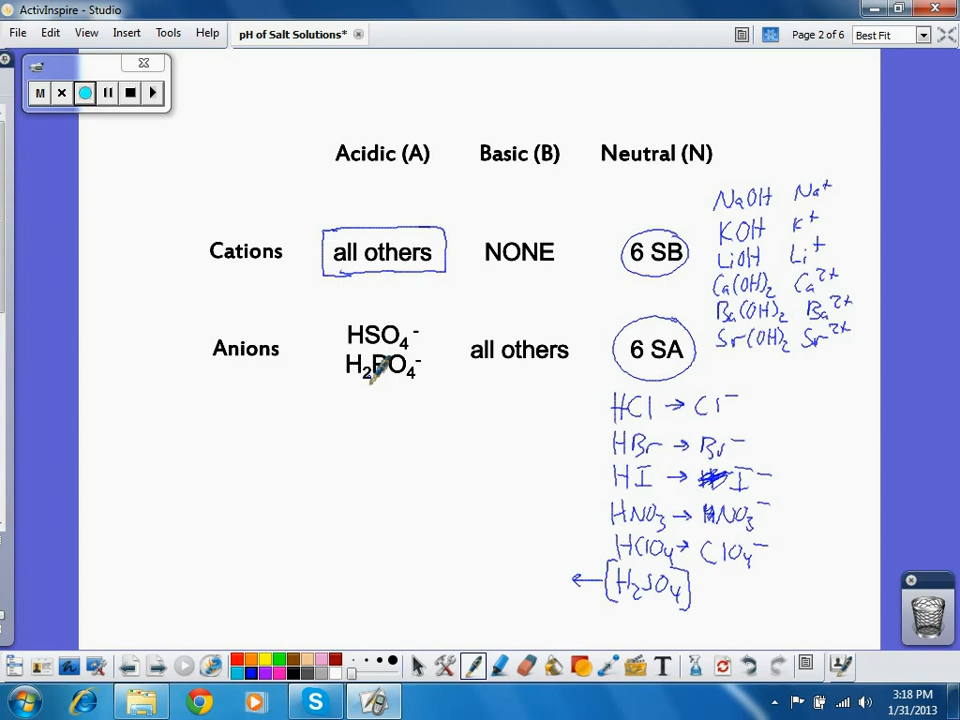 ActivInspire - Studio
File Edit View Insert Tools Help pH of Salt Solutions* Page 2 of 6 Best Fit
M
Acidic (A) Basic (B) Neutral (N)
NaOH Na⁺
KOH K⁺
Cations all others NONE 6 SB LiOH Li⁺
Ca(OH)₂ Ca²⁺
Ba(OH)₂ Ba²⁺
HSO₄⁻ Sr(OH)₂ Sr²⁺
Anions all others 6 SA
H₂PO₄⁻
HCl → Cl⁻
HBr → Br⁻
HI → I⁻
HNO₃ → NO₃⁻
HClO₄ → ClO₄⁻
← [H₂SO₄]
T
S
3:18 PM
1/31/2013